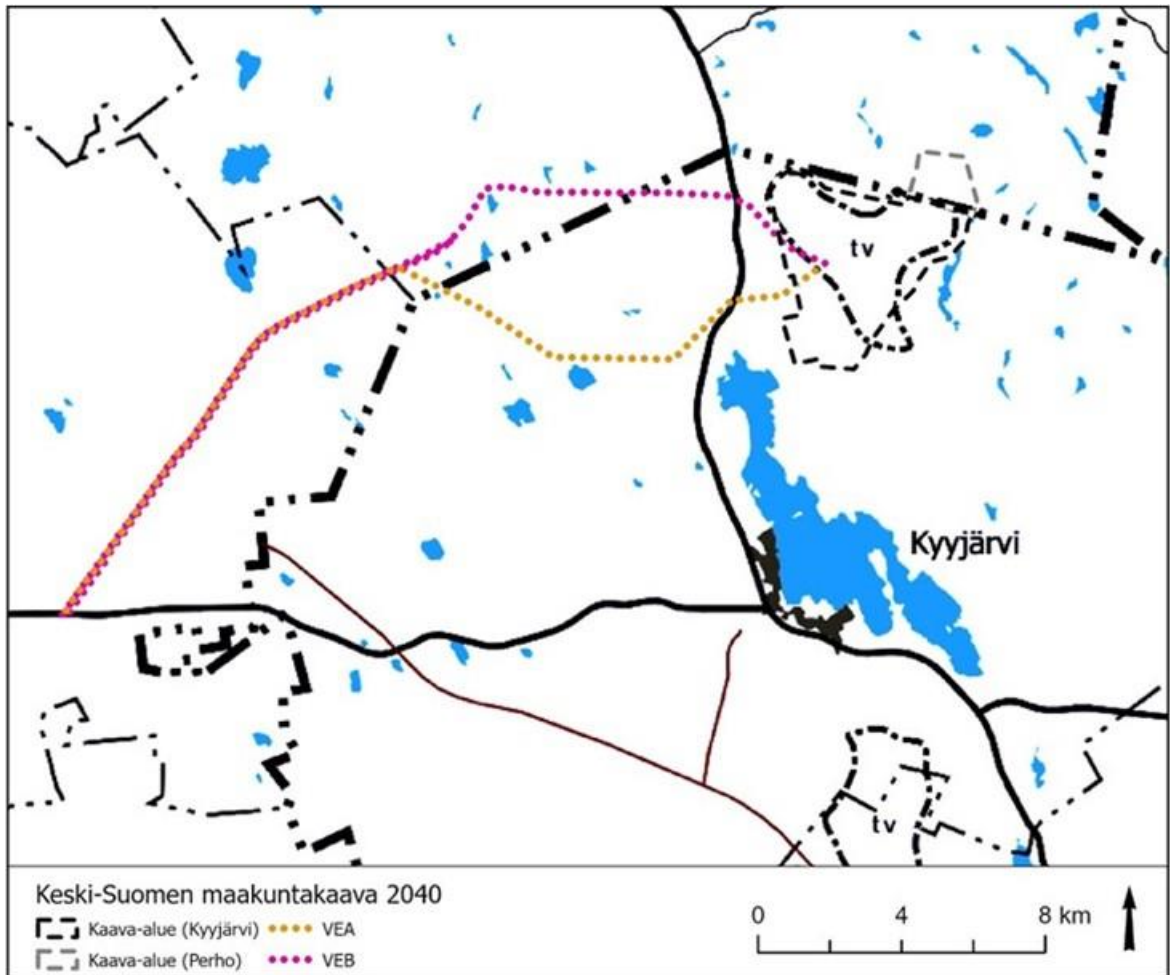 tv
Kyyjärvi
tv
Keski-Suomen maakuntakaava 2040
Kaava-alue (Kyyjärvi) VEA
Kaava-alue (Perho) VEB
0 4 8 km